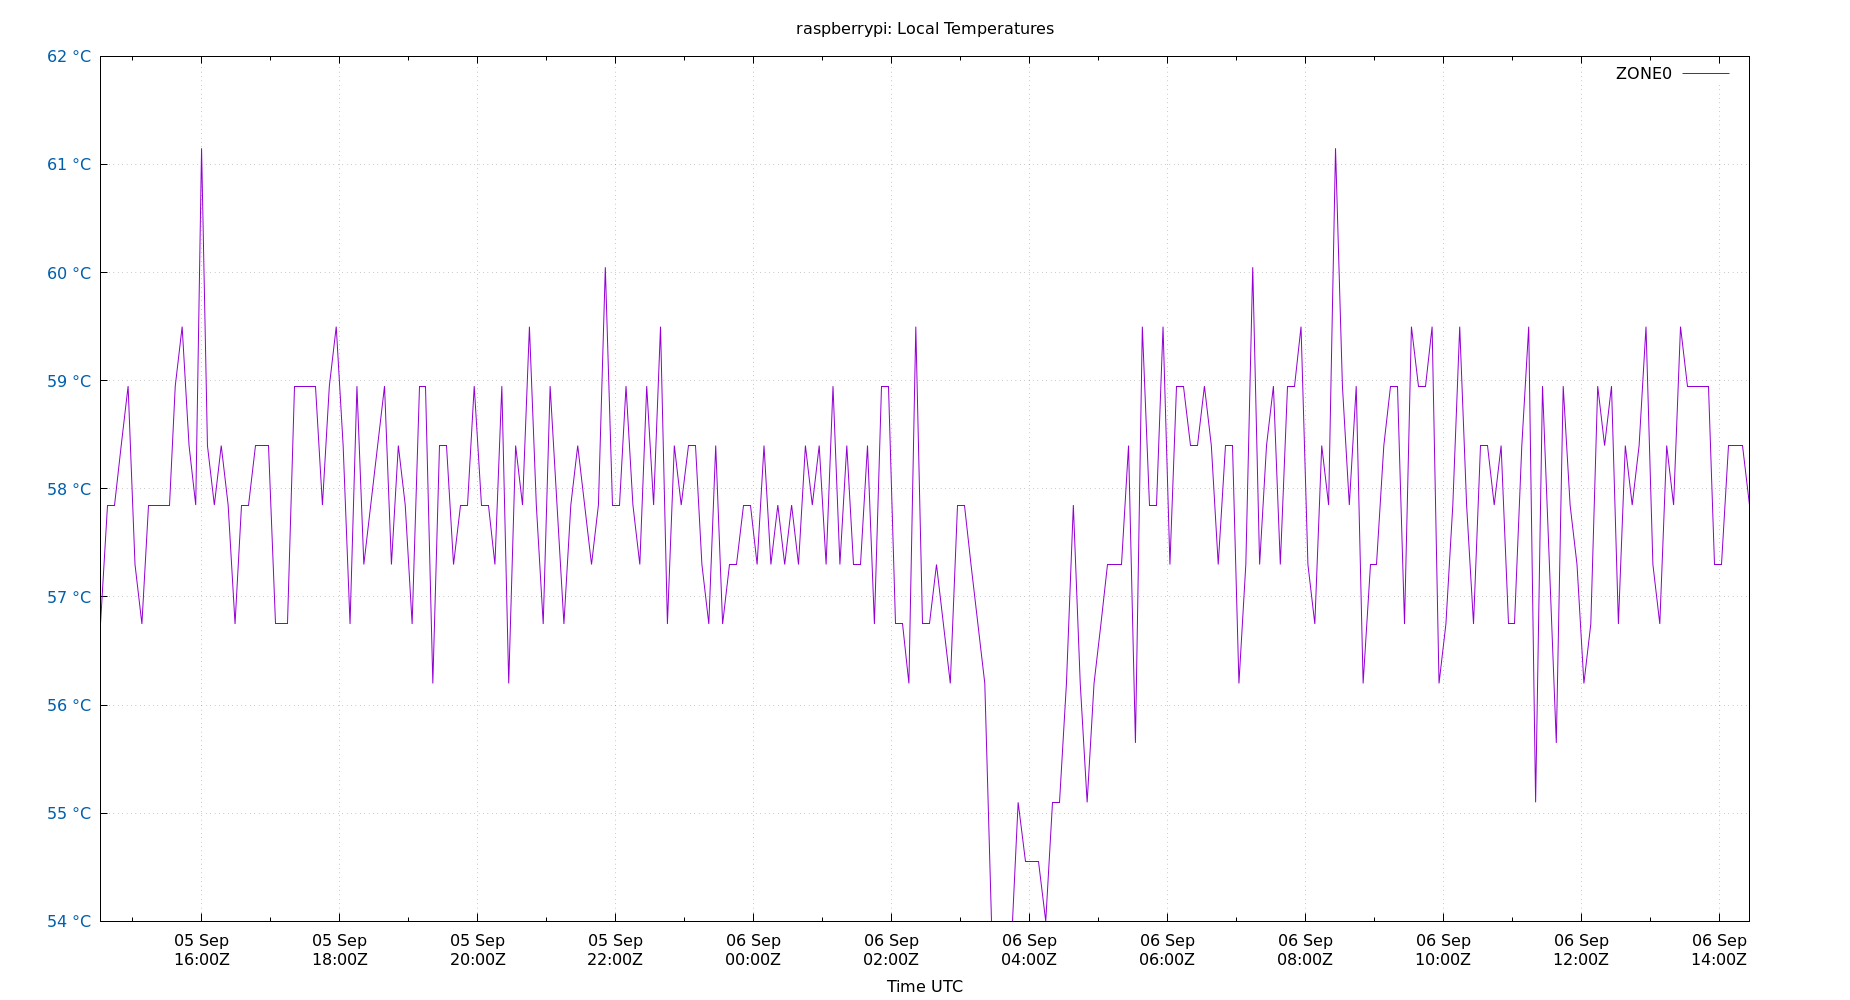 raspberrypi: Local Temperatures
62 °C
ZONE0
61 °C
60 °C
59 °C
58 °C
57 °C
56 °C
55 °C
54 °C
05 Sep 05 Sep 05 Sep 05 Sep 06 Sep 06 Sep 06 Sep 06 Sep 06 Sep 06 Sep 06 Sep 06 Sep
16:00Z 18:00Z 20:00Z 22:00Z 00:00Z 02:00Z 04:00Z 06:00Z 08:00Z 10:00Z 12:00Z 14:00Z
Time UTC